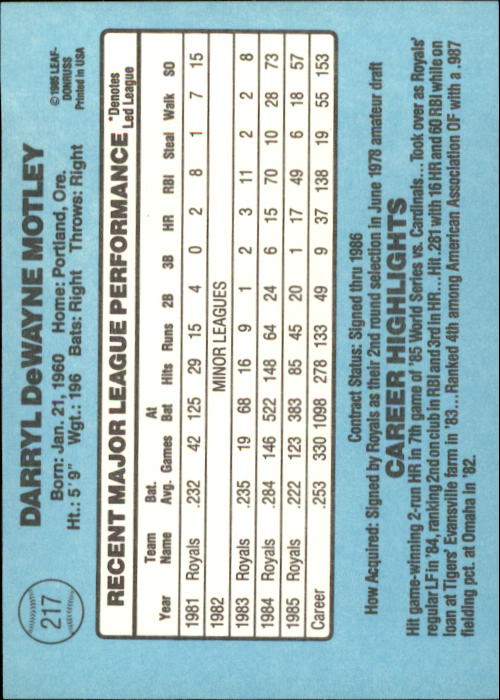 217
DARRYL DeWAYNE MOTLEY
Born: Jan. 21, 1960 Home: Portland, Ore.
Ht.: 5' 9" Wgt.: 196 Bats: Right Throws: Right
© 1986 LEAF-
DONRUSS
Printed in USA
RECENT MAJOR LEAGUE PERFORMANCE
*Denotes
Led League
Team Bat. At
Year Name Avg. Games Bat Hits Runs 2B 3B HR RBI Steal Walk SO
1981 Royals .232 42 125 29 15 4 0 2 8 1 7 15
1982 MINOR LEAGUES
1983 Royals .235 19 68 16 9 1 2 3 11 2 2 8
1984 Royals .284 146 522 148 64 24 6 15 70 10 28 73
1985 Royals .222 123 383 85 45 20 1 17 49 6 18 57
Career .253 330 1098 278 133 49 9 37 138 19 55 153
Contract Status: Signed thru 1986
How Acquired: Signed by Royals as their 2nd round selection in June 1978 amateur draft
CAREER HIGHLIGHTS
Hit game-winning 2-run HR in 7th game of '85 World Series vs. Cardinals...Took over as Royals'
regular LF in '84, ranking 2nd on club in RBI and 3rd in HR...Hit .281 with 16 HR and 60 RBI while on
loan at Tigers' Evansville farm in '83...Ranked 4th among American Association OF with a .987
fielding pct. at Omaha in '82.